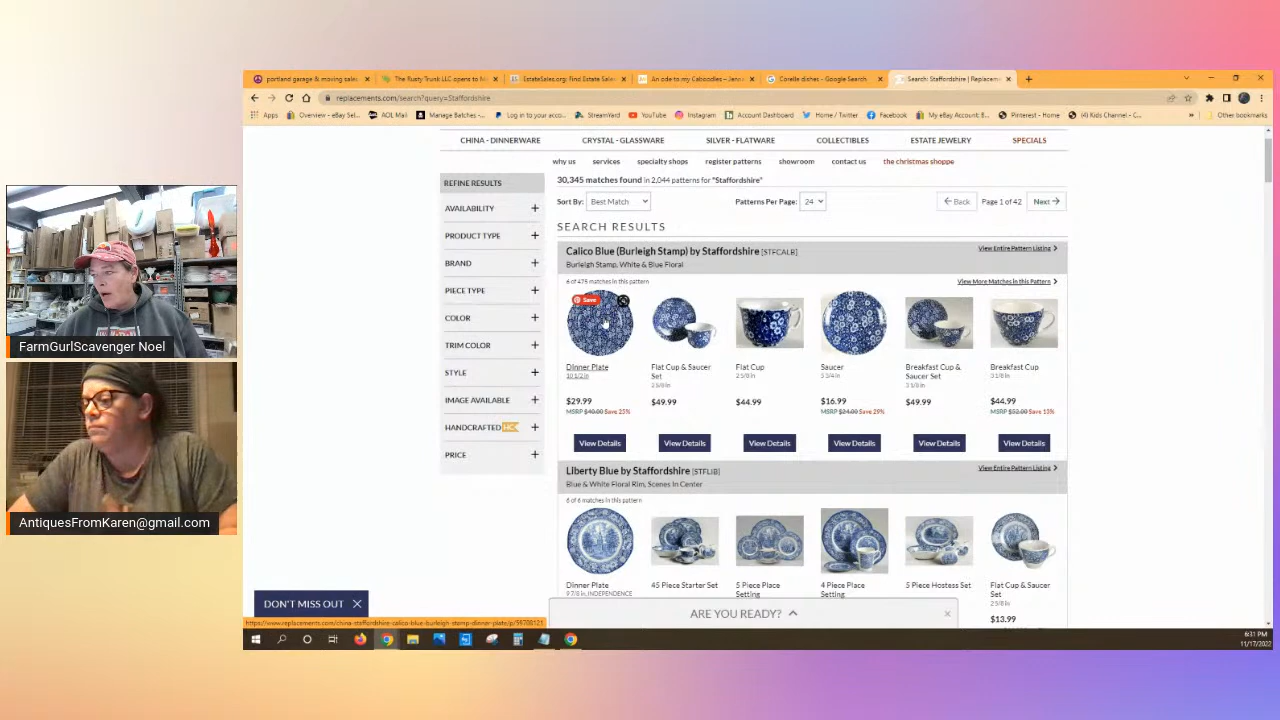 portland garage & moving sales
The Rusty Trunk LLC opens to
EstateSales.org: Find Estate Sales
An ode to my Caboodles – Jenn
Corelle dishes - Google Search
Search: Staffordshire | Replacem
replacements.com/search?query=Staffordshire
Apps
Overview - eBay Sel...
AOL Mail
Manage Batches -...
Log in to your acco...
StreamYard
YouTube
Instagram
Account Dashboard
Home / Twitter
Facebook
My eBay Account: B...
Pinterest - Home
(4) Kids Channel - C...
Other bookmarks
CHINA - DINNERWARE
CRYSTAL - GLASSWARE
SILVER - FLATWARE
COLLECTIBLES
ESTATE JEWELRY
SPECIALS
why us
services
specialty shops
register patterns
showroom
contact us
the christmas shoppe
REFINE RESULTS
AVAILABILITY
PRODUCT TYPE
BRAND
PIECE TYPE
COLOR
TRIM COLOR
STYLE
IMAGE AVAILABLE
HANDCRAFTED HC
PRICE
30,345 matches found in 2,044 patterns for "Staffordshire"
Sort By: Best Match
Patterns Per Page: 24
Back
Page 1 of 42
Next
SEARCH RESULTS
Calico Blue (Burleigh Stamp) by Staffordshire [STFCALB]
View Entire Pattern Listing
Burleigh Stamp, White & Blue Floral
6 of 475 matches in this pattern
View More Matches in this Pattern
Save
Dinner Plate
10 1/2 in
$29.99
MSRP $40.00 Save 25%
View Details
Flat Cup & Saucer Set
2 5/8 in
$49.99
View Details
Flat Cup
2 5/8 in
$44.99
View Details
Saucer
5 3/4 in
$16.99
MSRP $24.00 Save 29%
View Details
Breakfast Cup & Saucer Set
3 1/8 in
$49.99
View Details
Breakfast Cup
3 1/8 in
$44.99
MSRP $52.00 Save 13%
View Details
Liberty Blue by Staffordshire [STFLIB]
View Entire Pattern Listing
Blue & White Floral Rim, Scenes In Center
6 of 6 matches in this pattern
Dinner Plate
9 7/8 in, INDEPENDENCE
45 Piece Starter Set
5 Piece Place Setting
4 Piece Place Setting
5 Piece Hostess Set
Flat Cup & Saucer Set
2 5/8 in
$13.99
DON'T MISS OUT
ARE YOU READY?
https://www.replacements.com/china-staffordshire-calico-blue-burleigh-stamp-dinner-plate/p/59708121
6:31 PM
11/17/2022
FarmGurlScavenger Noel
AntiquesFromKaren@gmail.com